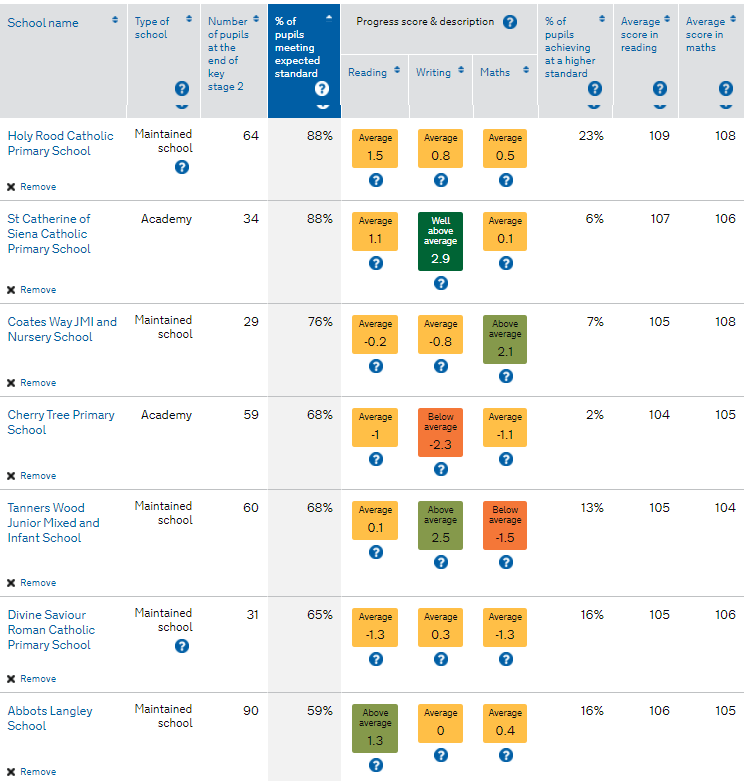 School name
Type of
school
Number
of pupils
at the
end of
key
stage 2
% of
pupils
meeting
expected
standard
Progress score & description ?
Reading
Writing
Maths
% of
pupils
achieving
at a higher
standard
Average
score in
reading
Average
score in
maths
? ? ? ? ?
Holy Rood Catholic
Primary School
Maintained
school
?
64 88%
Average
1.5
?
Average
0.8
?
Average
0.5
?
23% 109 108
Remove
St Catherine of
Siena Catholic
Primary School
Academy 34 88%
Average
1.1
?
Well
above
average
2.9
?
Average
0.1
?
6% 107 106
Remove
Coates Way JMI and
Nursery School
Maintained
school
29 76%
Average
-0.2
?
Average
-0.8
?
Above
average
2.1
?
7% 105 108
Remove
Cherry Tree Primary
School
Academy 59 68%
Average
-1
?
Below
average
-2.3
?
Average
-1.1
?
2% 104 105
Remove
Tanners Wood
Junior Mixed and
Infant School
Maintained
school
60 68%
Average
0.1
?
Above
average
2.5
?
Below
average
-1.5
?
13% 105 104
Remove
Divine Saviour
Roman Catholic
Primary School
Maintained
school
?
31 65%
Average
-1.3
?
Average
0.3
?
Average
-1.3
?
16% 105 106
Remove
Abbots Langley
School
Maintained
school
90 59%
Above
average
1.3
?
Average
0
?
Average
0.4
?
16% 106 105
Remove